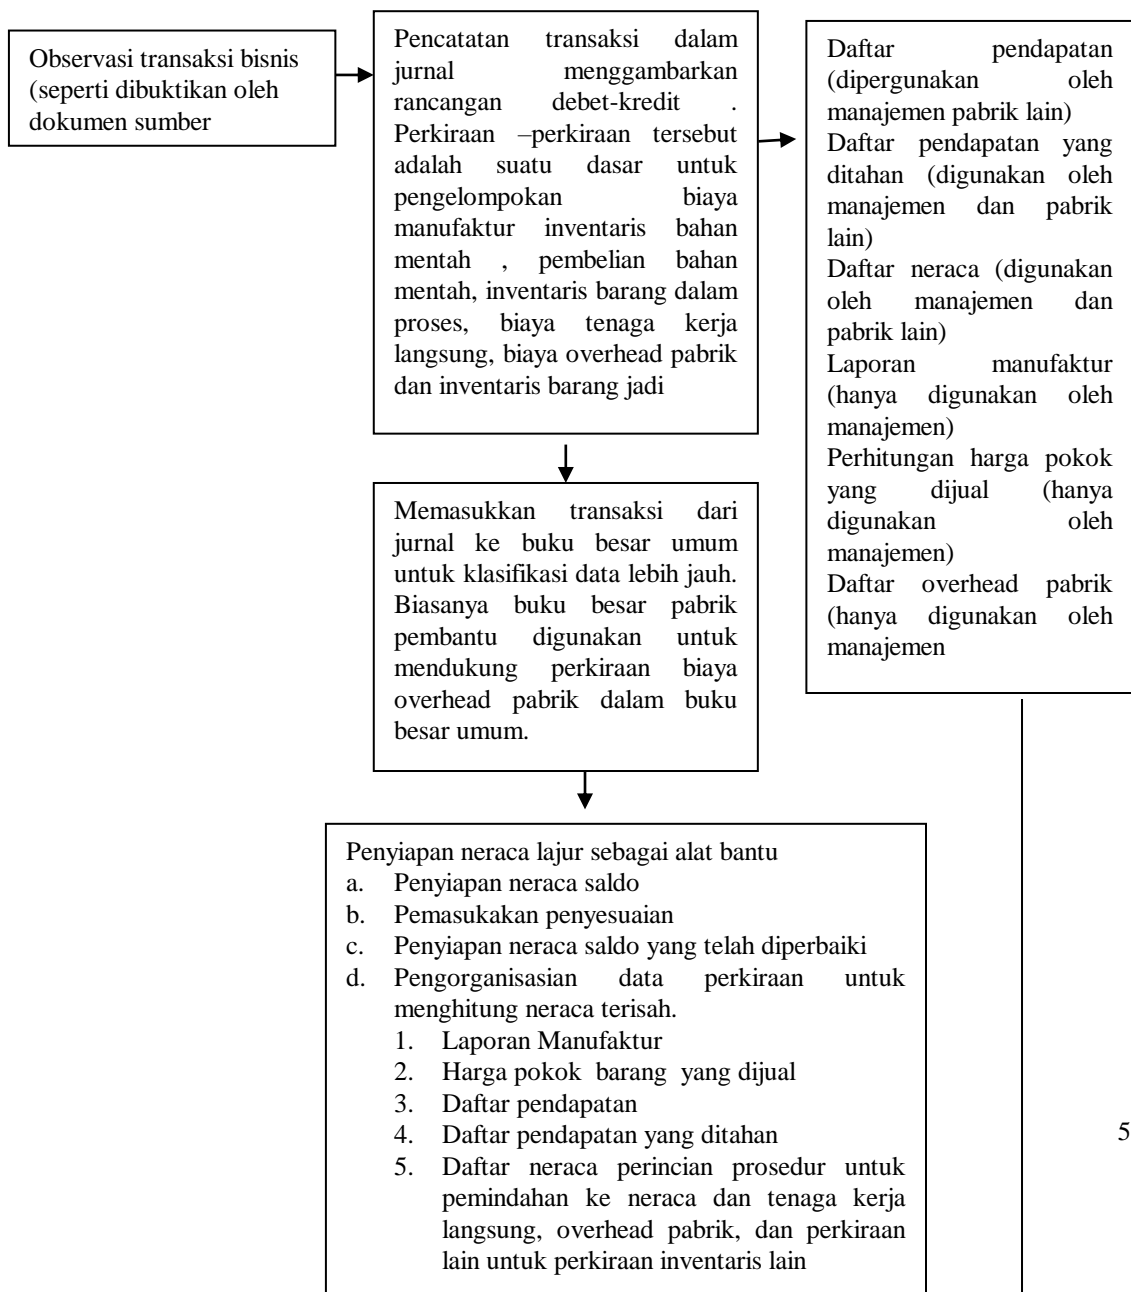 Observasi transaksi bisnis
(seperti dibuktikan oleh
dokumen sumber
Pencatatan transaksi dalam
jurnal menggambarkan
rancangan debet-kredit .
Perkiraan –perkiraan tersebut
adalah suatu dasar untuk
pengelompokan biaya
manufaktur inventaris bahan
mentah , pembelian bahan
mentah, inventaris barang dalam
proses, biaya tenaga kerja
langsung, biaya overhead pabrik
dan inventaris barang jadi
Daftar pendapatan
(dipergunakan oleh
manajemen pabrik lain)
Daftar pendapatan yang
ditahan (digunakan oleh
manajemen dan pabrik
lain)
Daftar neraca (digunakan
oleh manajemen dan
pabrik lain)
Laporan manufaktur
(hanya digunakan oleh
manajemen)
Perhitungan harga pokok
yang dijual (hanya
digunakan oleh
manajemen)
Daftar overhead pabrik
(hanya digunakan oleh
manajemen
Memasukkan transaksi dari
jurnal ke buku besar umum
untuk klasifikasi data lebih jauh.
Biasanya buku besar pabrik
pembantu digunakan untuk
mendukung perkiraan biaya
overhead pabrik dalam buku
besar umum.
Penyiapan neraca lajur sebagai alat bantu
a. Penyiapan neraca saldo
b. Pemasukakan penyesuaian
c. Penyiapan neraca saldo yang telah diperbaiki
d. Pengorganisasian data perkiraan untuk
menghitung neraca terisah.
1. Laporan Manufaktur
2. Harga pokok barang yang dijual
3. Daftar pendapatan
4. Daftar pendapatan yang ditahan
5. Daftar neraca perincian prosedur untuk
pemindahan ke neraca dan tenaga kerja
langsung, overhead pabrik, dan perkiraan
lain untuk perkiraan inventaris lain
5